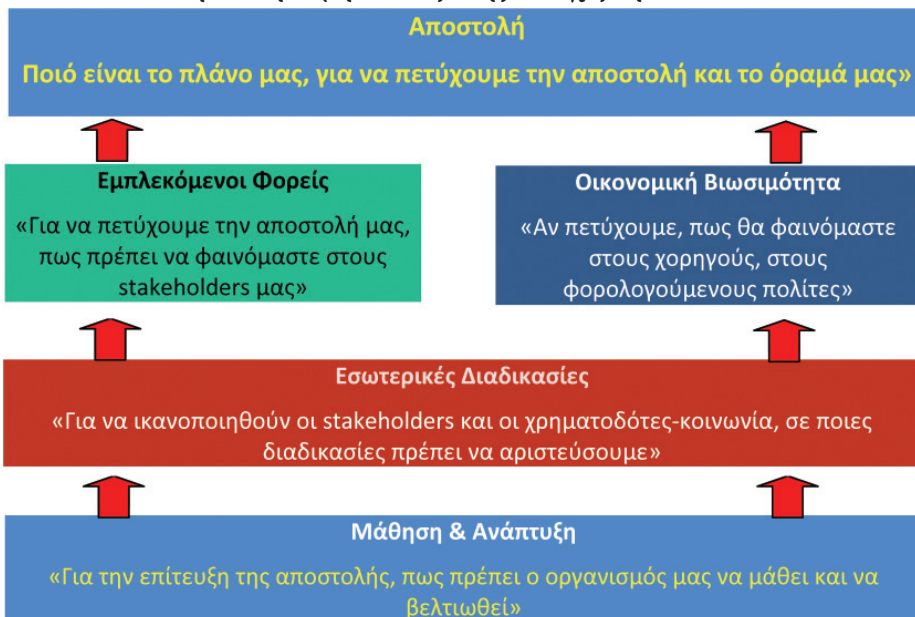 Αποστολή
Ποιό είναι το πλάνο μας, για να πετύχουμε την αποστολή και το όραμά μας»
Εμπλεκόμενοι Φορείς
«Για να πετύχουμε την αποστολή μας,
πως πρέπει να φαινόμαστε στους
stakeholders μας»
Οικονομική Βιωσιμότητα
«Αν πετύχουμε, πως θα φαινόμαστε
στους χορηγούς, στους
φορολογούμενους πολίτες»
Εσωτερικές Διαδικασίες
«Για να ικανοποιηθούν οι stakeholders και οι χρηματοδότες-κοινωνία, σε ποιες
διαδικασίες πρέπει να αριστεύσουμε»
Μάθηση & Ανάπτυξη
«Για την επίτευξη της αποστολής, πως πρέπει ο οργανισμός μας να μάθει και να
βελτιωθεί»